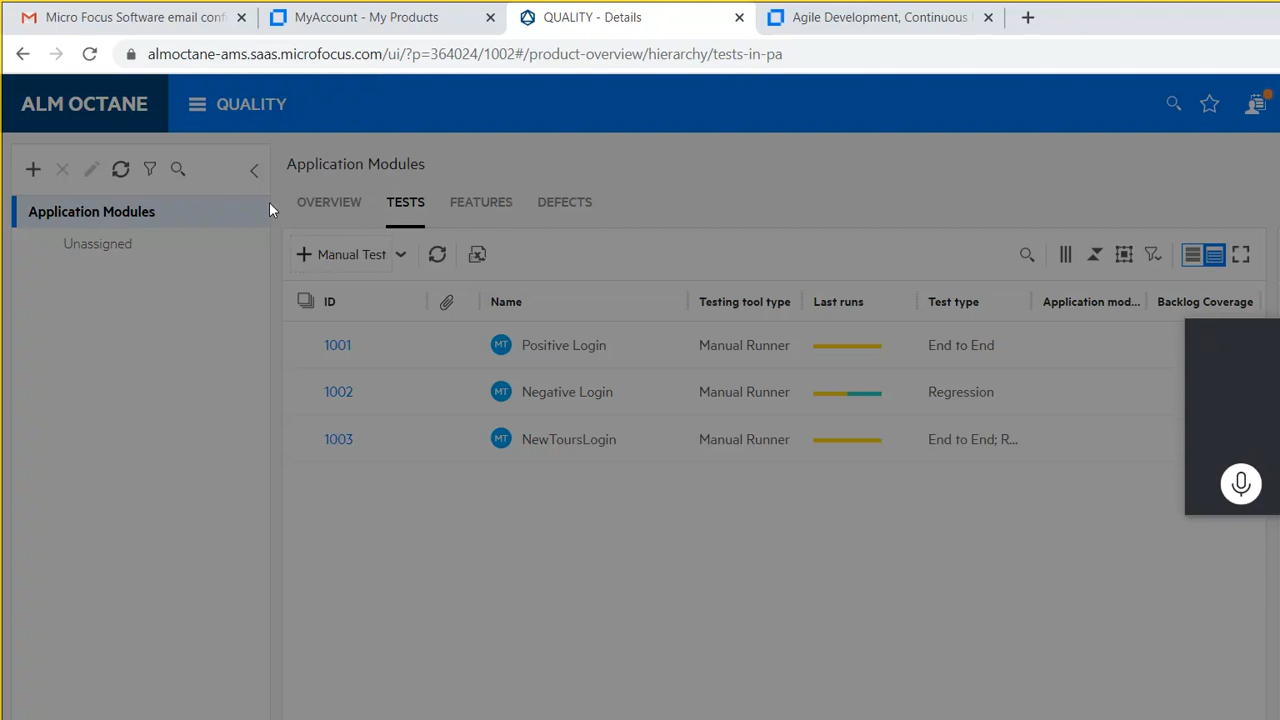 Micro Focus Software email conf
MyAccount - My Products
QUALITY - Details
Agile Development, Continuous
almoctane-ams.saas.microfocus.com/ui/?p=364024/1002#/product-overview/hierarchy/tests-in-pa
ALM OCTANE
QUALITY
Application Modules
Unassigned
Application Modules
OVERVIEW TESTS FEATURES DEFECTS
Manual Test
ID Name Testing tool type Last runs Test type Application mod... Backlog Coverage
1001 MT Positive Login Manual Runner End to End
1002 MT Negative Login Manual Runner Regression
1003 MT NewToursLogin Manual Runner End to End; R...